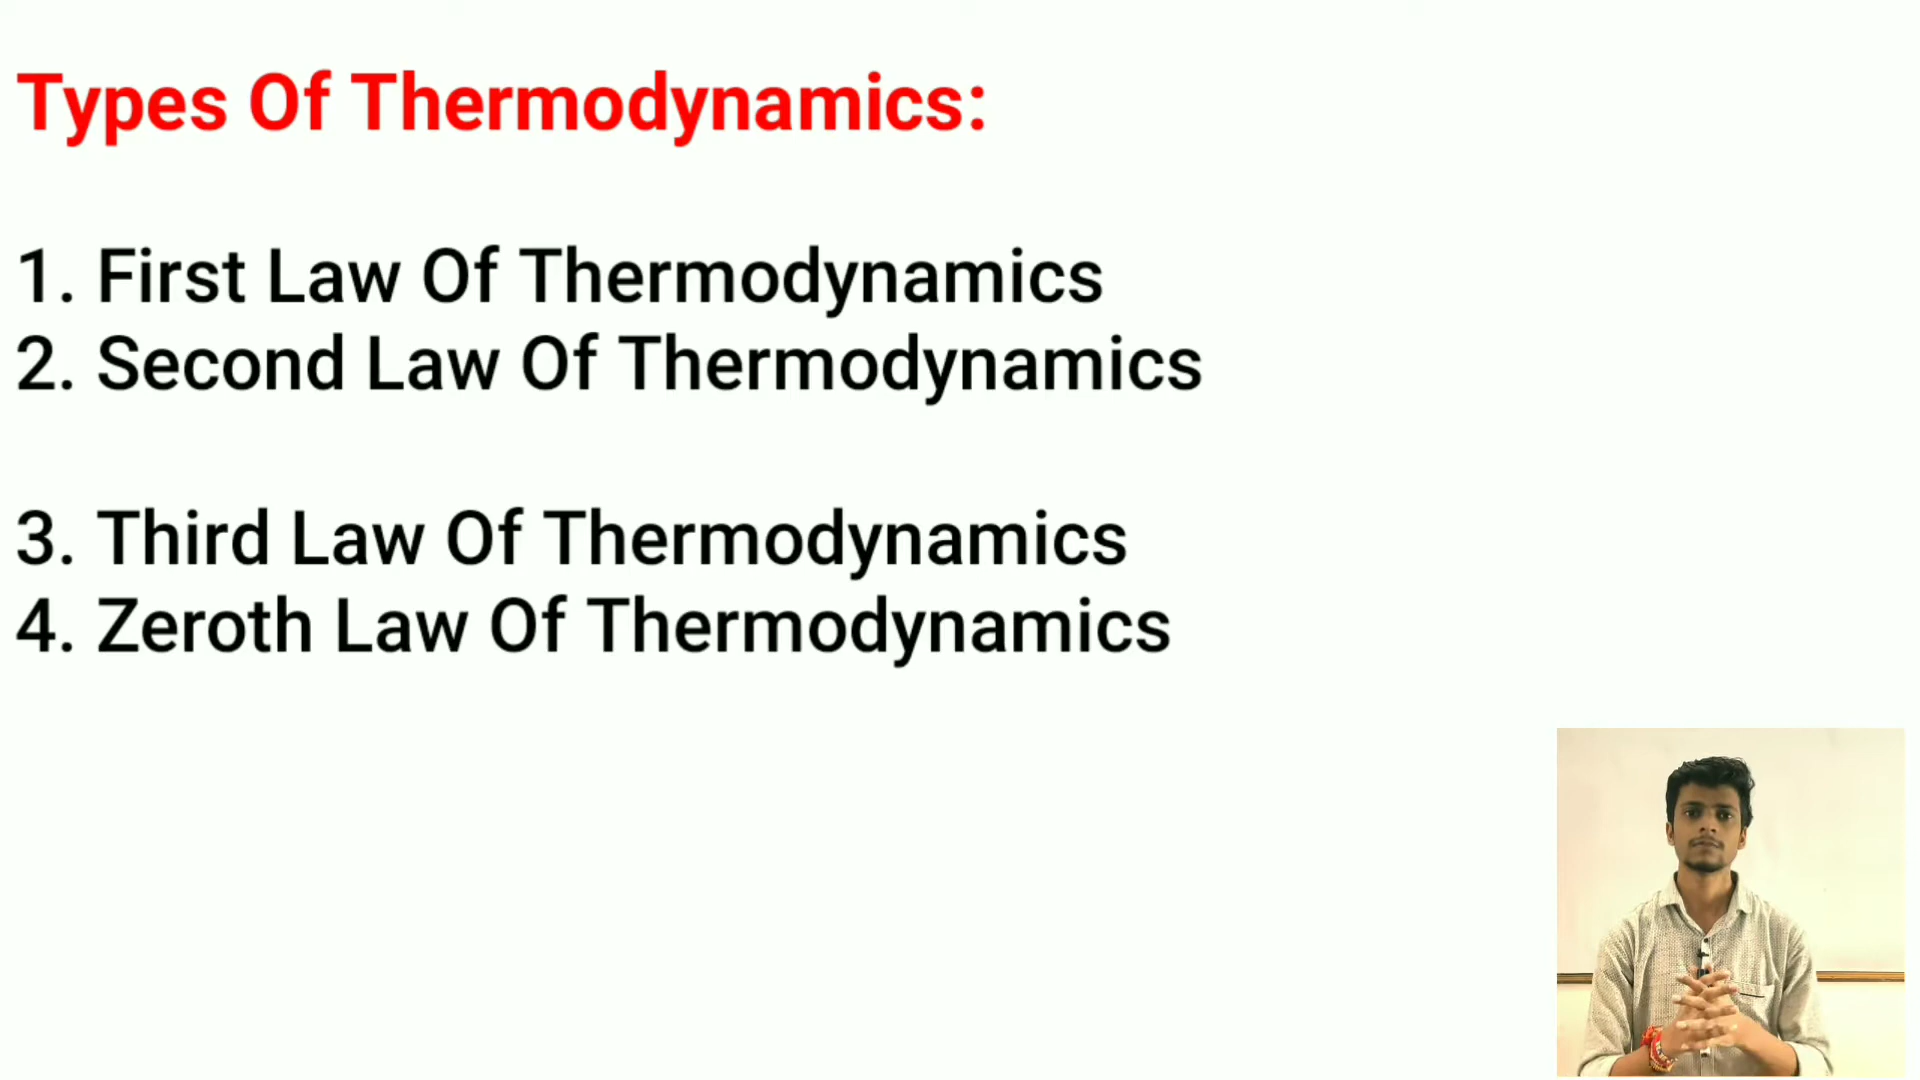 Types Of Thermodynamics:
1. First Law Of Thermodynamics
2. Second Law Of Thermodynamics
3. Third Law Of Thermodynamics
4. Zeroth Law Of Thermodynamics